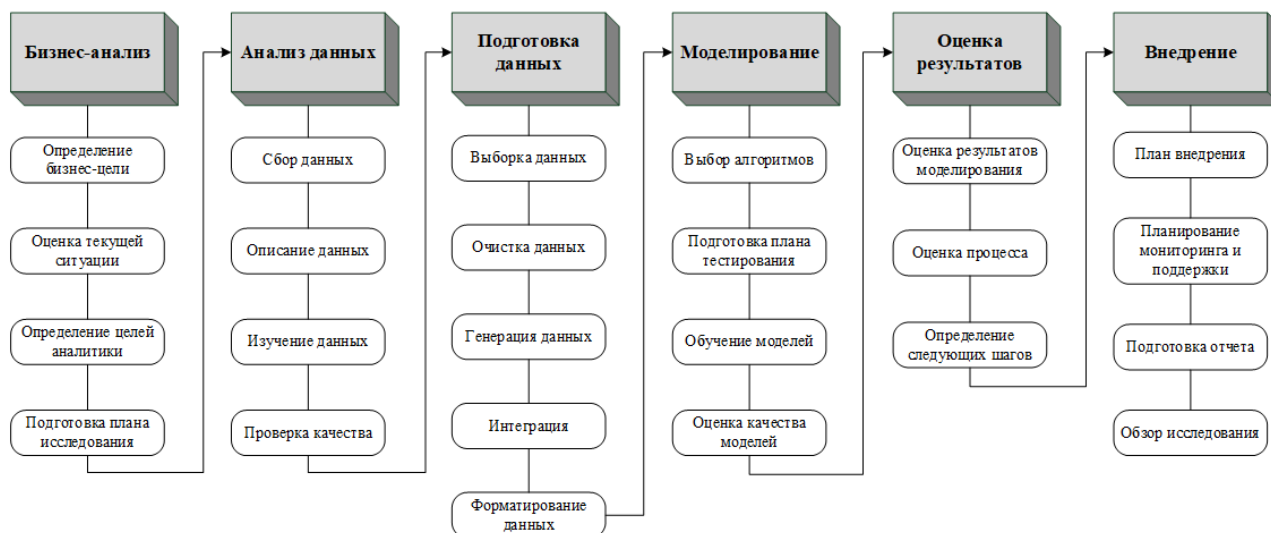 Бизнес-анализ
Определение
бизнес-цели
Оценка текущей
ситуации
Определение целей
аналитики
Подготовка плана
исследования
Анализ данных
Сбор данных
Описание данных
Изучение данных
Проверка качества
Подготовка
данных
Выборка данных
Очистка данных
Генерация данных
Интеграция
Форматирование
данных
Моделирование
Выбор алгоритмов
Подготовка плана
тестирования
Обучение моделей
Оценка качества
моделей
Оценка
результатов
Оценка результатов
моделирования
Оценка процесса
Определение
следующих шагов
Внедрение
План внедрения
Планирование
мониторинга и
поддержки
Подготовка отчета
Обзор исследования